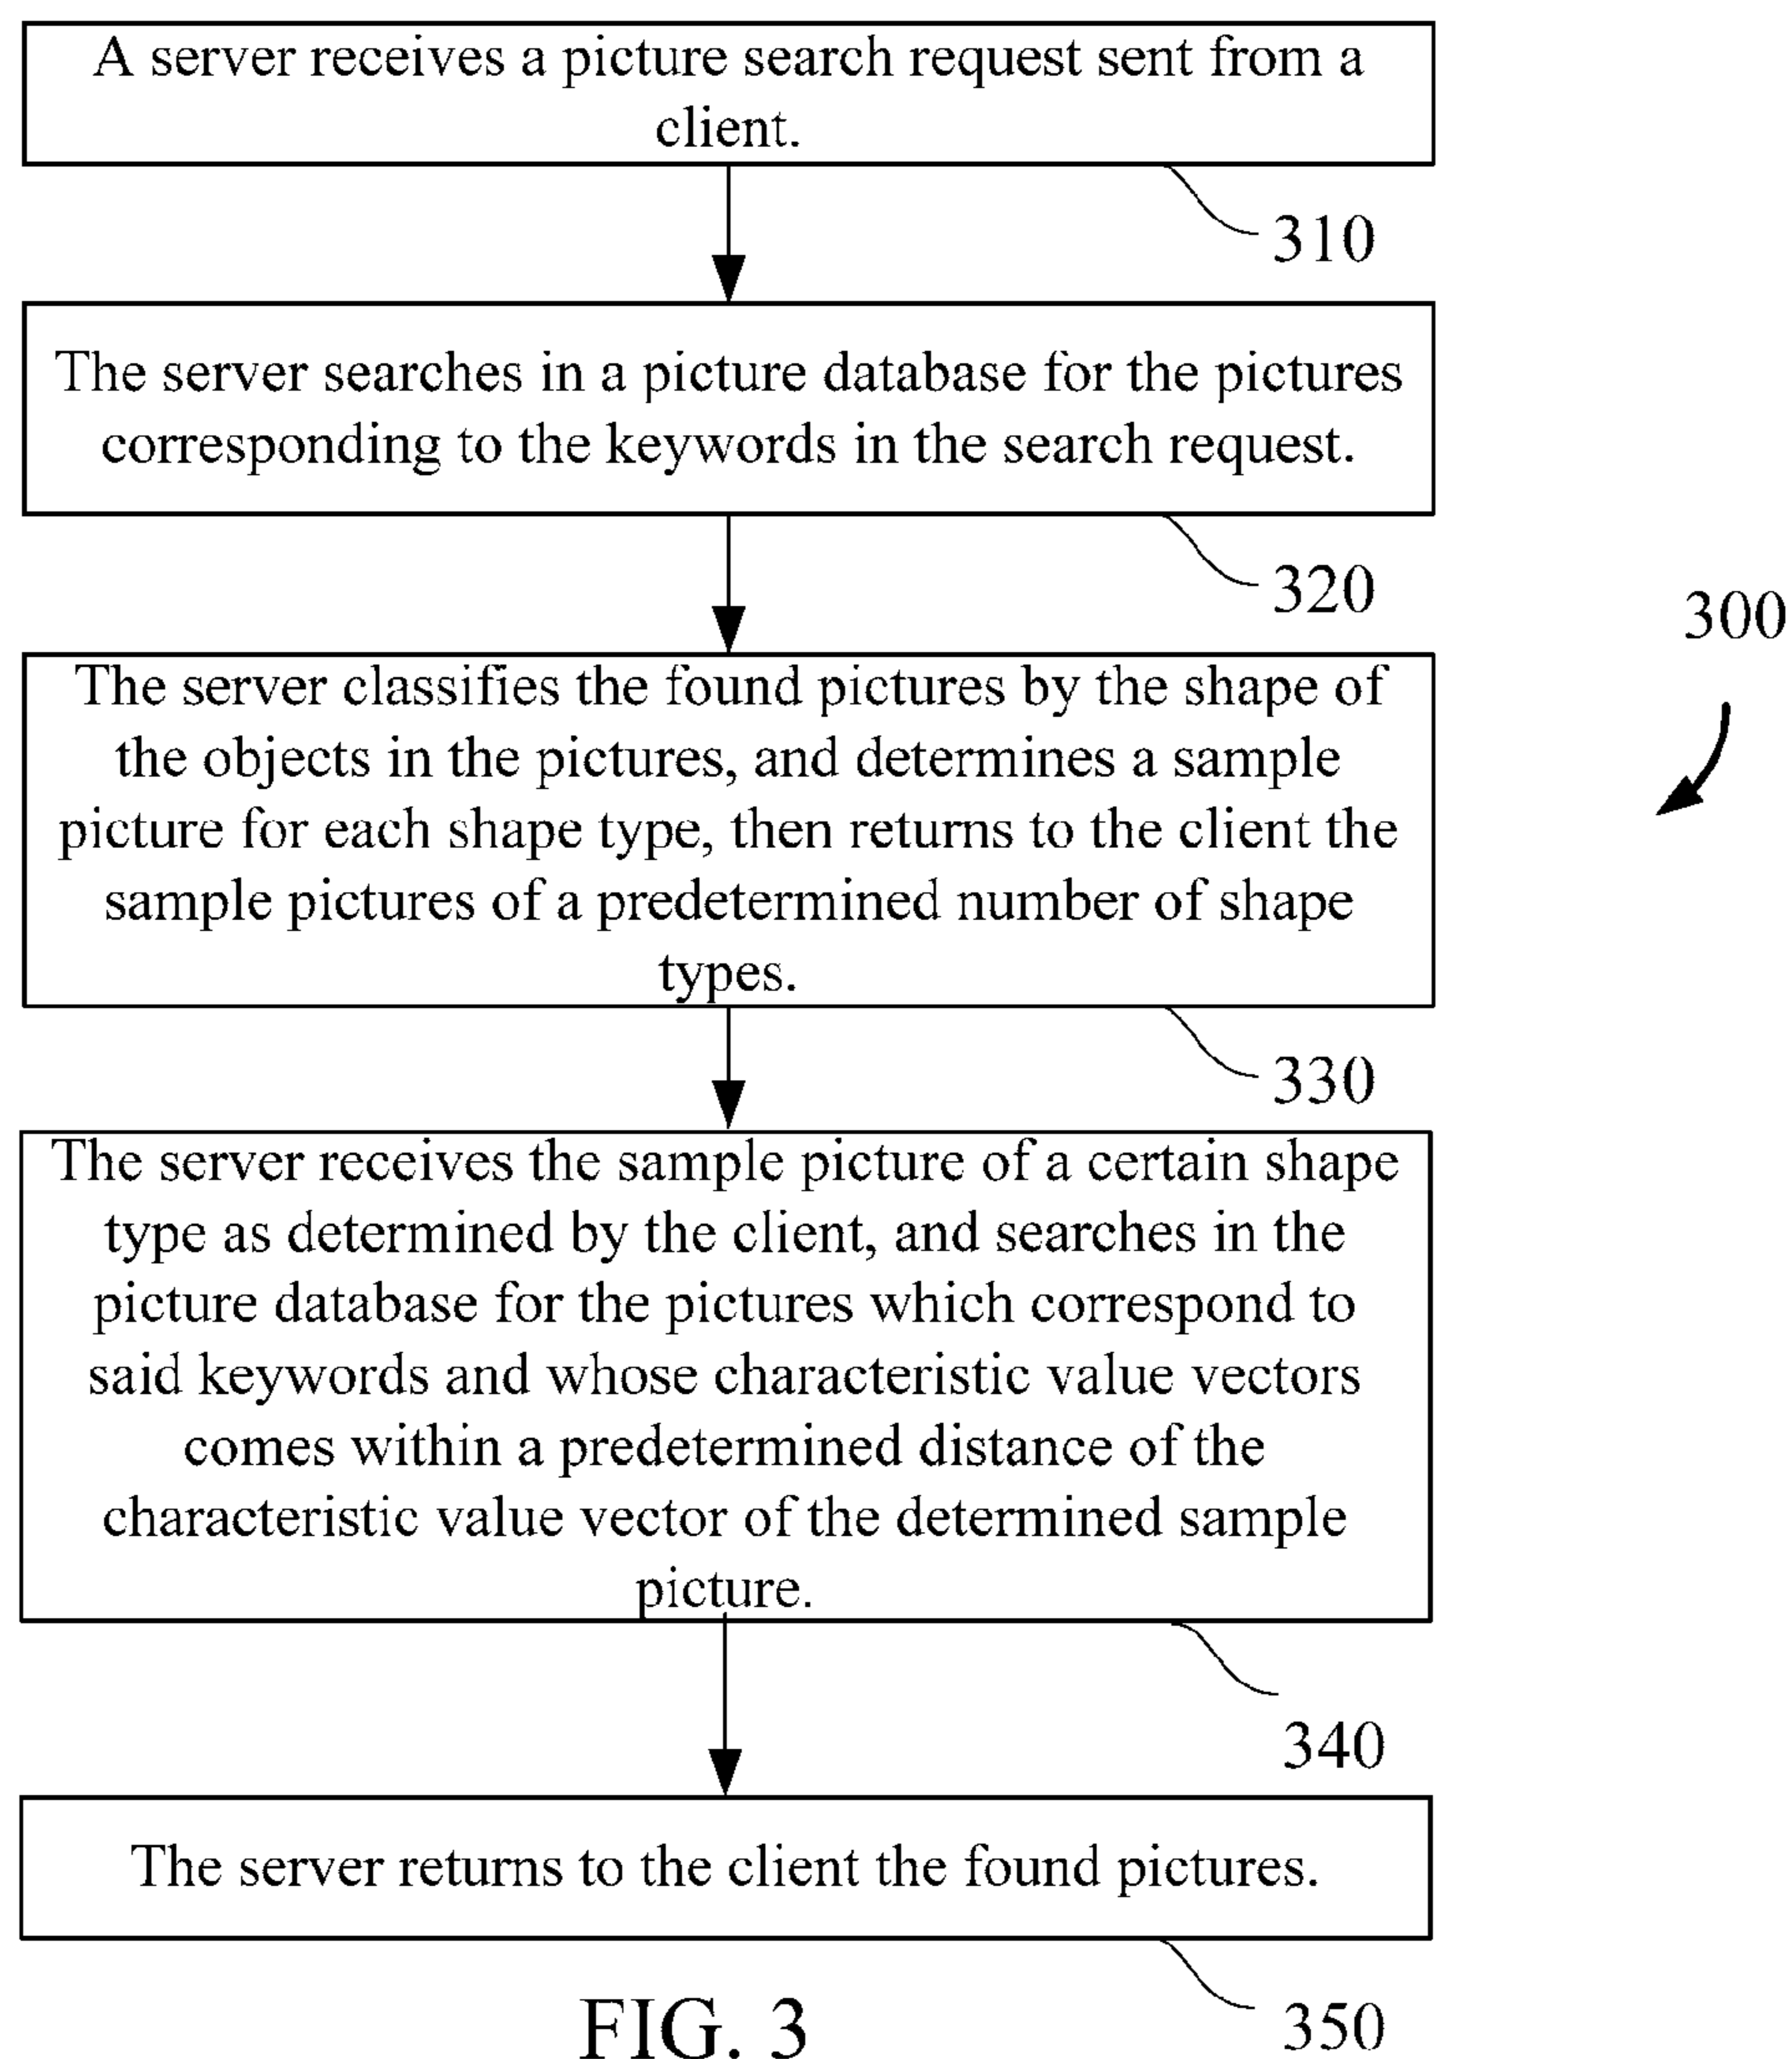 A server receives a picture search request sent from a
client.
310
The server searches in a picture database for the pictures
corresponding to the keywords in the search request.
320
300
The server classifies the found pictures by the shape of
the objects in the pictures, and determines a sample
picture for each shape type, then returns to the client the
sample pictures of a predetermined number of shape
types.
330
The server receives the sample picture of a certain shape
type as determined by the client, and searches in the
picture database for the pictures which correspond to
said keywords and whose characteristic value vectors
comes within a predetermined distance of the
characteristic value vector of the determined sample
picture.
340
The server returns to the client the found pictures.
350
FIG. 3